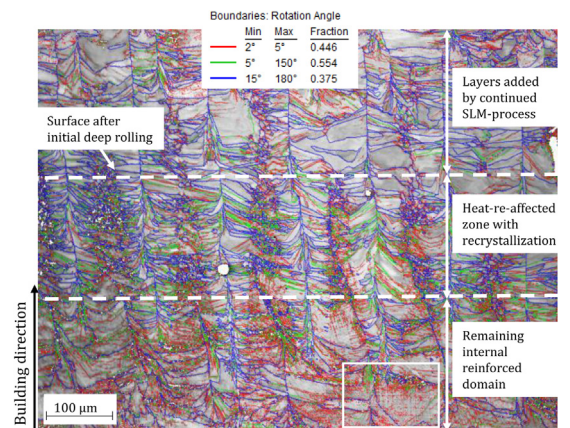 Boundaries: Rotation Angle
Min Max Fraction
2° 5° 0.446
5° 150° 0.554
15° 180° 0.375
Layers added
by continued
SLM-process
Surface after
initial deep rolling
Heat-re-affected
zone with
recrystallization
Remaining
internal
reinforced
domain
Building direction
100 µm